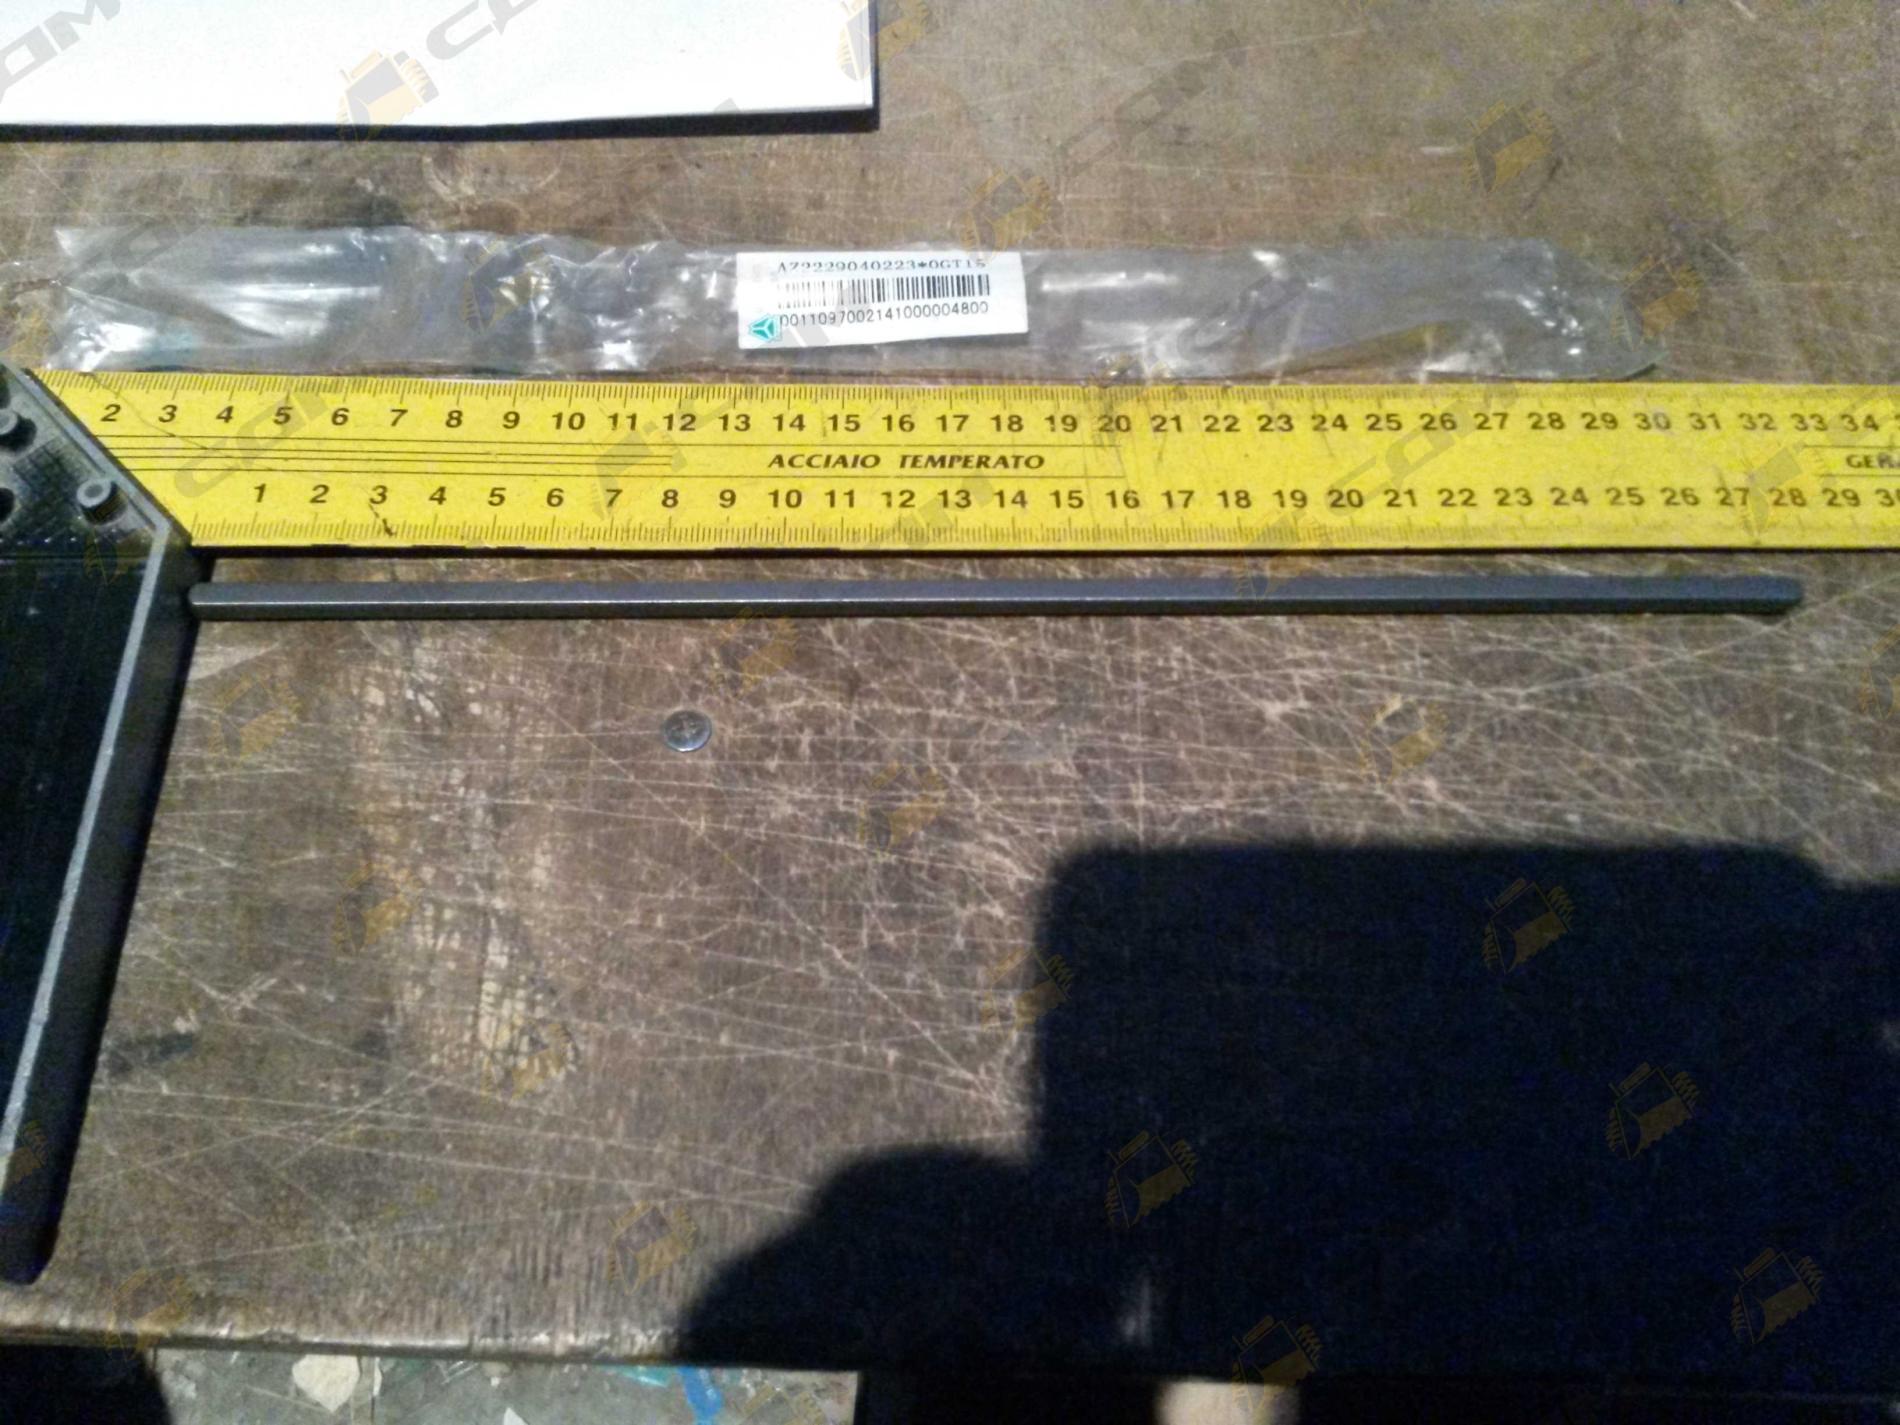 AZ2229040223*0GT15
001109700214100000​4800
2 3 4 5 6 7 8 9 10 11 12 13 14 15 16 17 18 19 20 21 22 23 24 25 26 27 28 29 30 31 32 33 34
ACCIAIO TEMPERATO
1 2 3 4 5 6 7 8 9 10 11 12 13 14 15 16 17 18 19 20 21 22 23 24 25 26 27 28 29